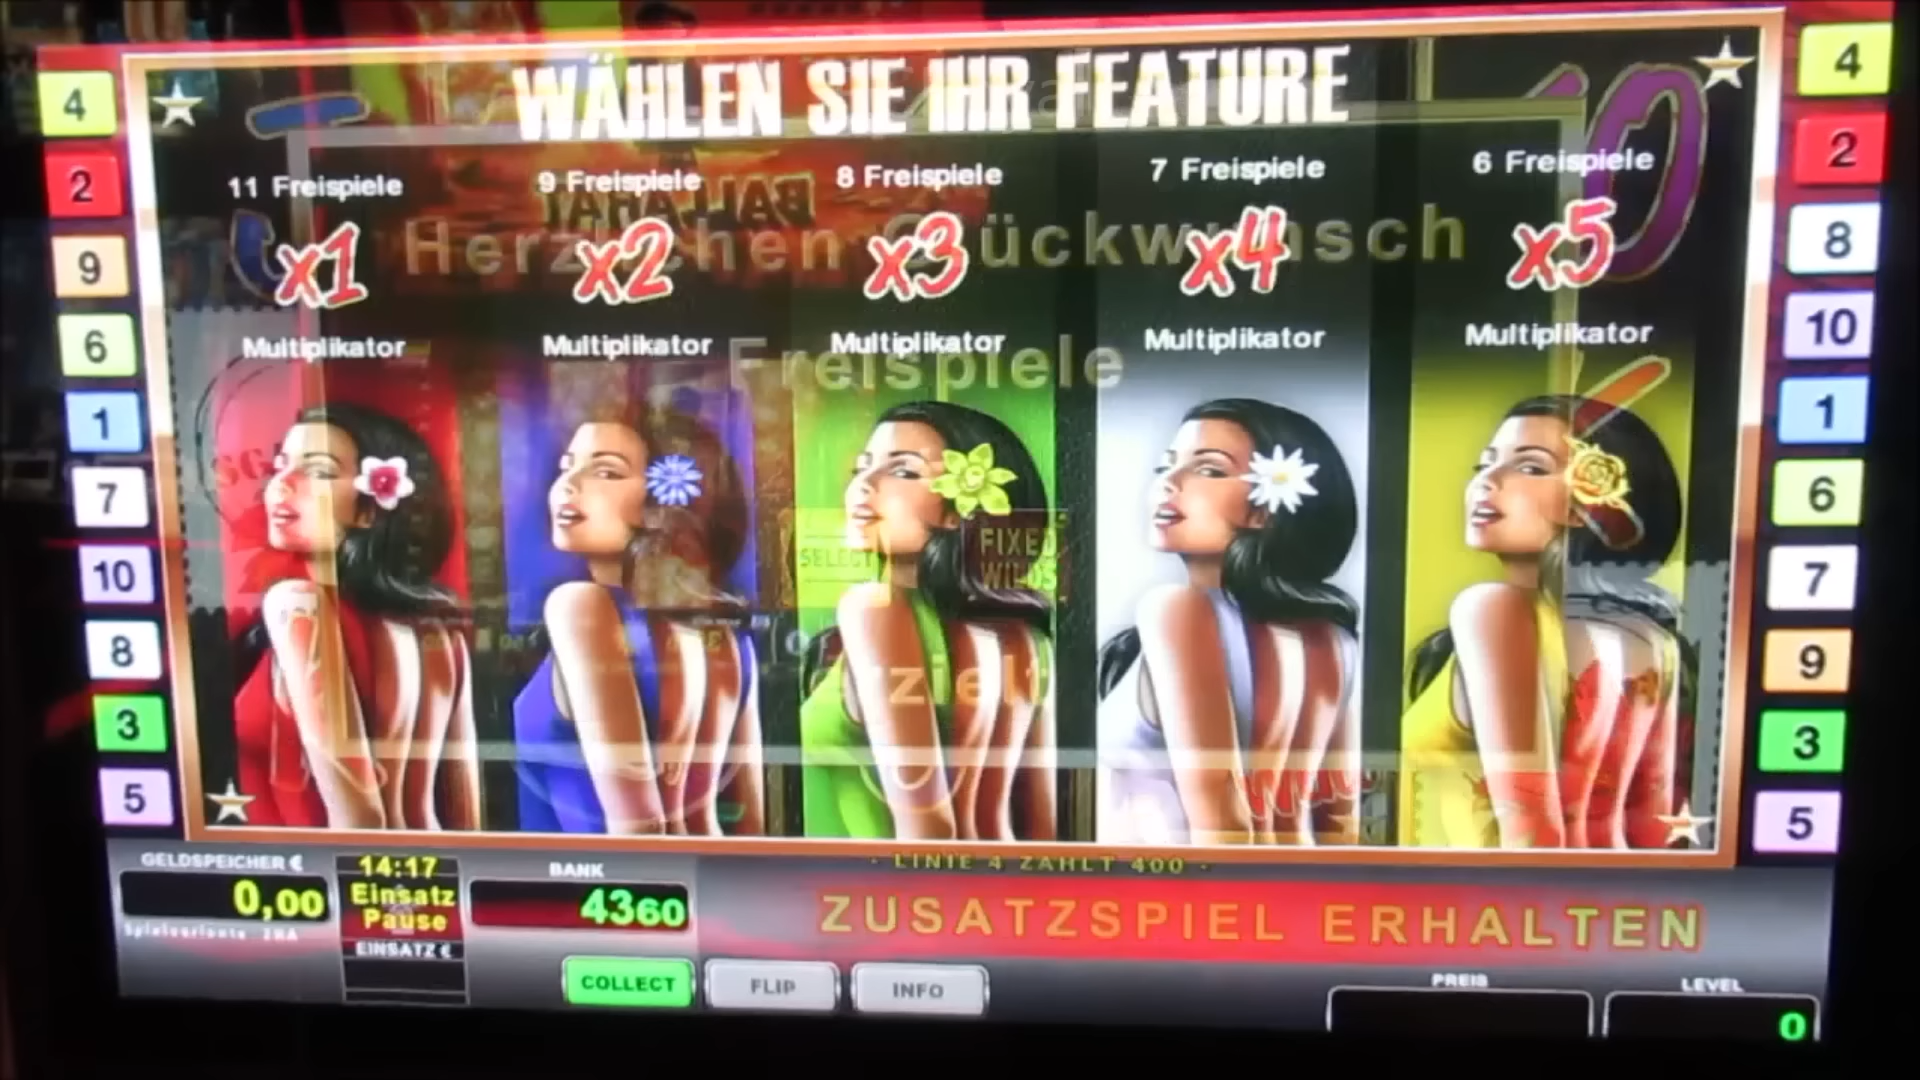 WÄHLEN SIE IHR FEATURE
11 Freispiele
9 Freispiele
8 Freispiele
7 Freispiele
6 Freispiele
x1
x2
x3
x4
x5
Multiplikator
Multiplikator
Multiplikator
Multiplikator
Multiplikator
Freispiele
SELECT
FIXED
WILDS
erzielt
4
2
9
6
1
7
10
8
3
5
4
2
8
10
1
6
7
9
3
5
10
- LINIE 4 ZAHLT 400 -
GELDSPEICHER €
0,00
14:17
Einsatz
Pause
EINSATZ €
BANK
4360
ZUSATZSPIEL ERHALTEN
COLLECT
FLIP
INFO
PREIS
LEVEL
0